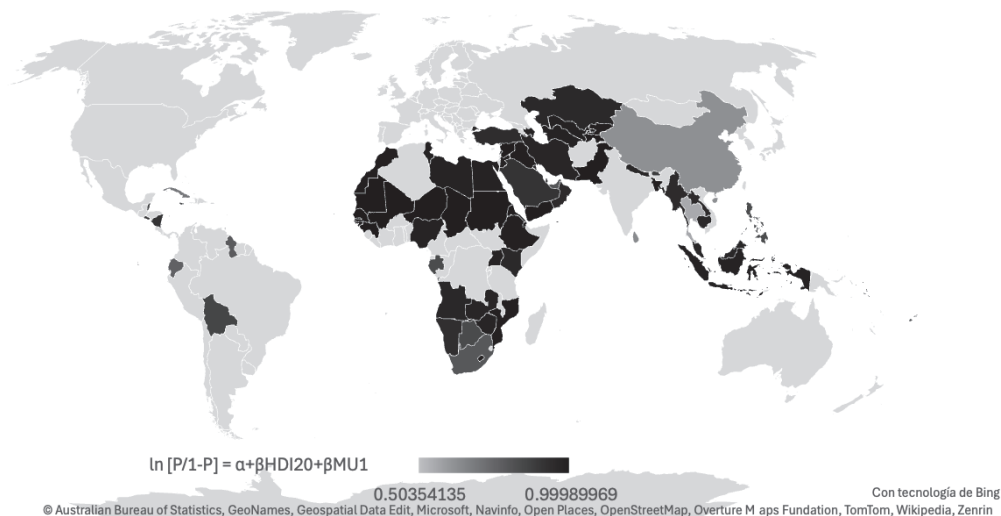 ln [P/1-P] = α+βHDI20+βMU1
0.50354135 0.99989969
Con tecnología de Bing
© Australian Bureau of Statistics, GeoNames, Geospatial Data Edit, Microsoft, Navinfo, Open Places, OpenStreetMap, Overture M aps Fundation, TomTom, Wikipedia, Zenrin